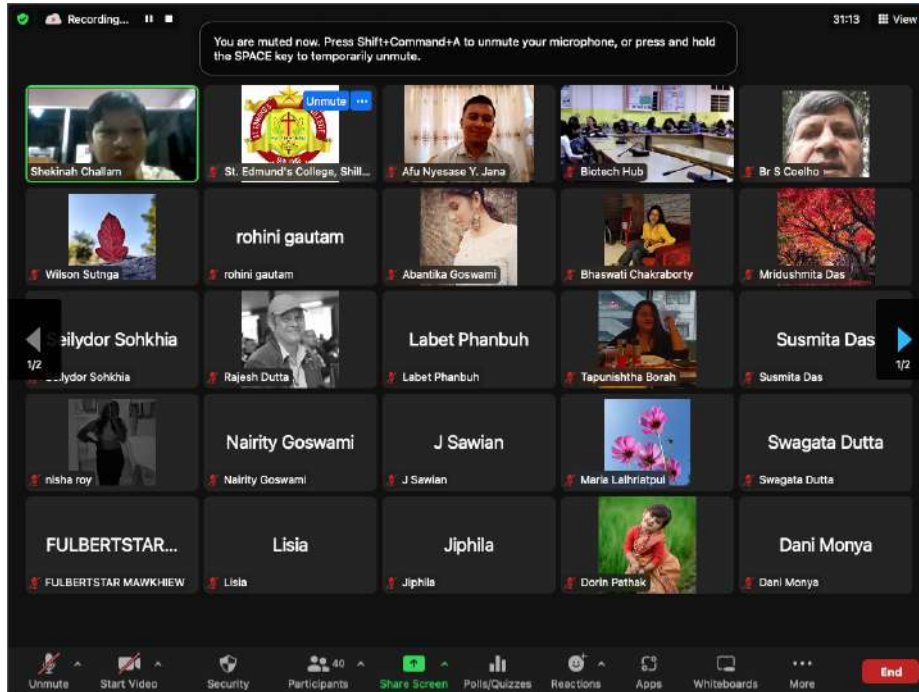 Recording...
31:13
View
You are muted now. Press Shift+Command+A to unmute your microphone, or press and hold
the SPACE key to temporarily unmute.
Unmute
Shekinah Challam
St. Edmund's College, Shill...
Afu Nyesase Y. Jana
Biotech Hub
Br S Coelho
rohini gautam
Wilson Sutnga
rohini gautam
Abantika Goswami
Bhaswati Chakraborty
Mridushmita Das
eilydor Sohkhia
Labet Phanbuh
Susmita Das
1/2
1/2
Sohkhia
Rajesh Dutta
Labet Phanbuh
Tapunishtha Borah
Susmita Das
Nairity Goswami
J Sawian
Swagata Dutta
nisha roy
Nairity Goswami
J Sawian
Maria Lalhriatpui
Swagata Dutta
FULBERTSTAR...
Lisia
Jiphila
Dani Monya
FULBERTSTAR MAWKHIEW
Lisia
Jiphila
Dorin Pathak
Dani Monya
40
Unmute
Start Video
Security
Participants
Share Screen
Polls/Quizzes
Reactions
Apps
Whiteboards
More
End